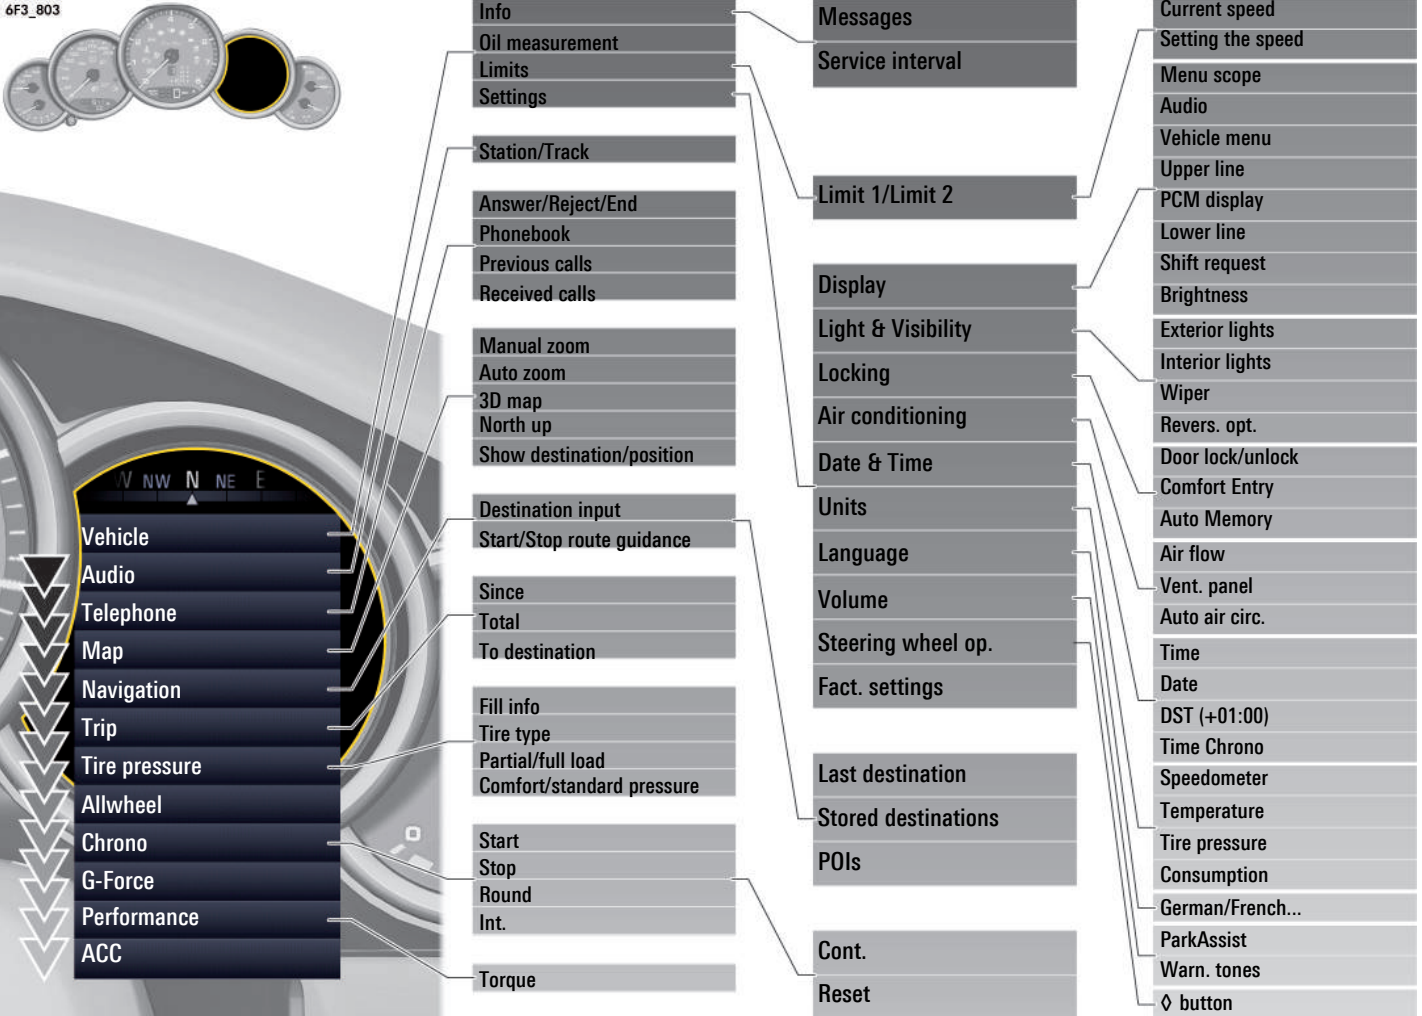 6F3_803
W NW N NE E
Vehicle
Audio
Telephone
Map
Navigation
Trip
Tire pressure
Allwheel
Chrono
G-Force
Performance
ACC
Info
Oil measurement
Limits
Settings
Station/Track
Answer/Reject/End
Phonebook
Previous calls
Received calls
Manual zoom
Auto zoom
3D map
North up
Show destination/position
Destination input
Start/Stop route guidance
Since
Total
To destination
Fill info
Tire type
Partial/full load
Comfort/standard pressure
Start
Stop
Round
Int.
Torque
Messages
Service interval
Limit 1/Limit 2
Display
Light & Visibility
Locking
Air conditioning
Date & Time
Units
Language
Volume
Steering wheel op.
Fact. settings
Last destination
Stored destinations
POIs
Cont.
Reset
Current speed
Setting the speed
Menu scope
Audio
Vehicle menu
Upper line
PCM display
Lower line
Shift request
Brightness
Exterior lights
Interior lights
Wiper
Revers. opt.
Door lock/unlock
Comfort Entry
Auto Memory
Air flow
Vent. panel
Auto air circ.
Time
Date
DST (+01:00)
Time Chrono
Speedometer
Temperature
Tire pressure
Consumption
German/French...
ParkAssist
Warn. tones
◊ button